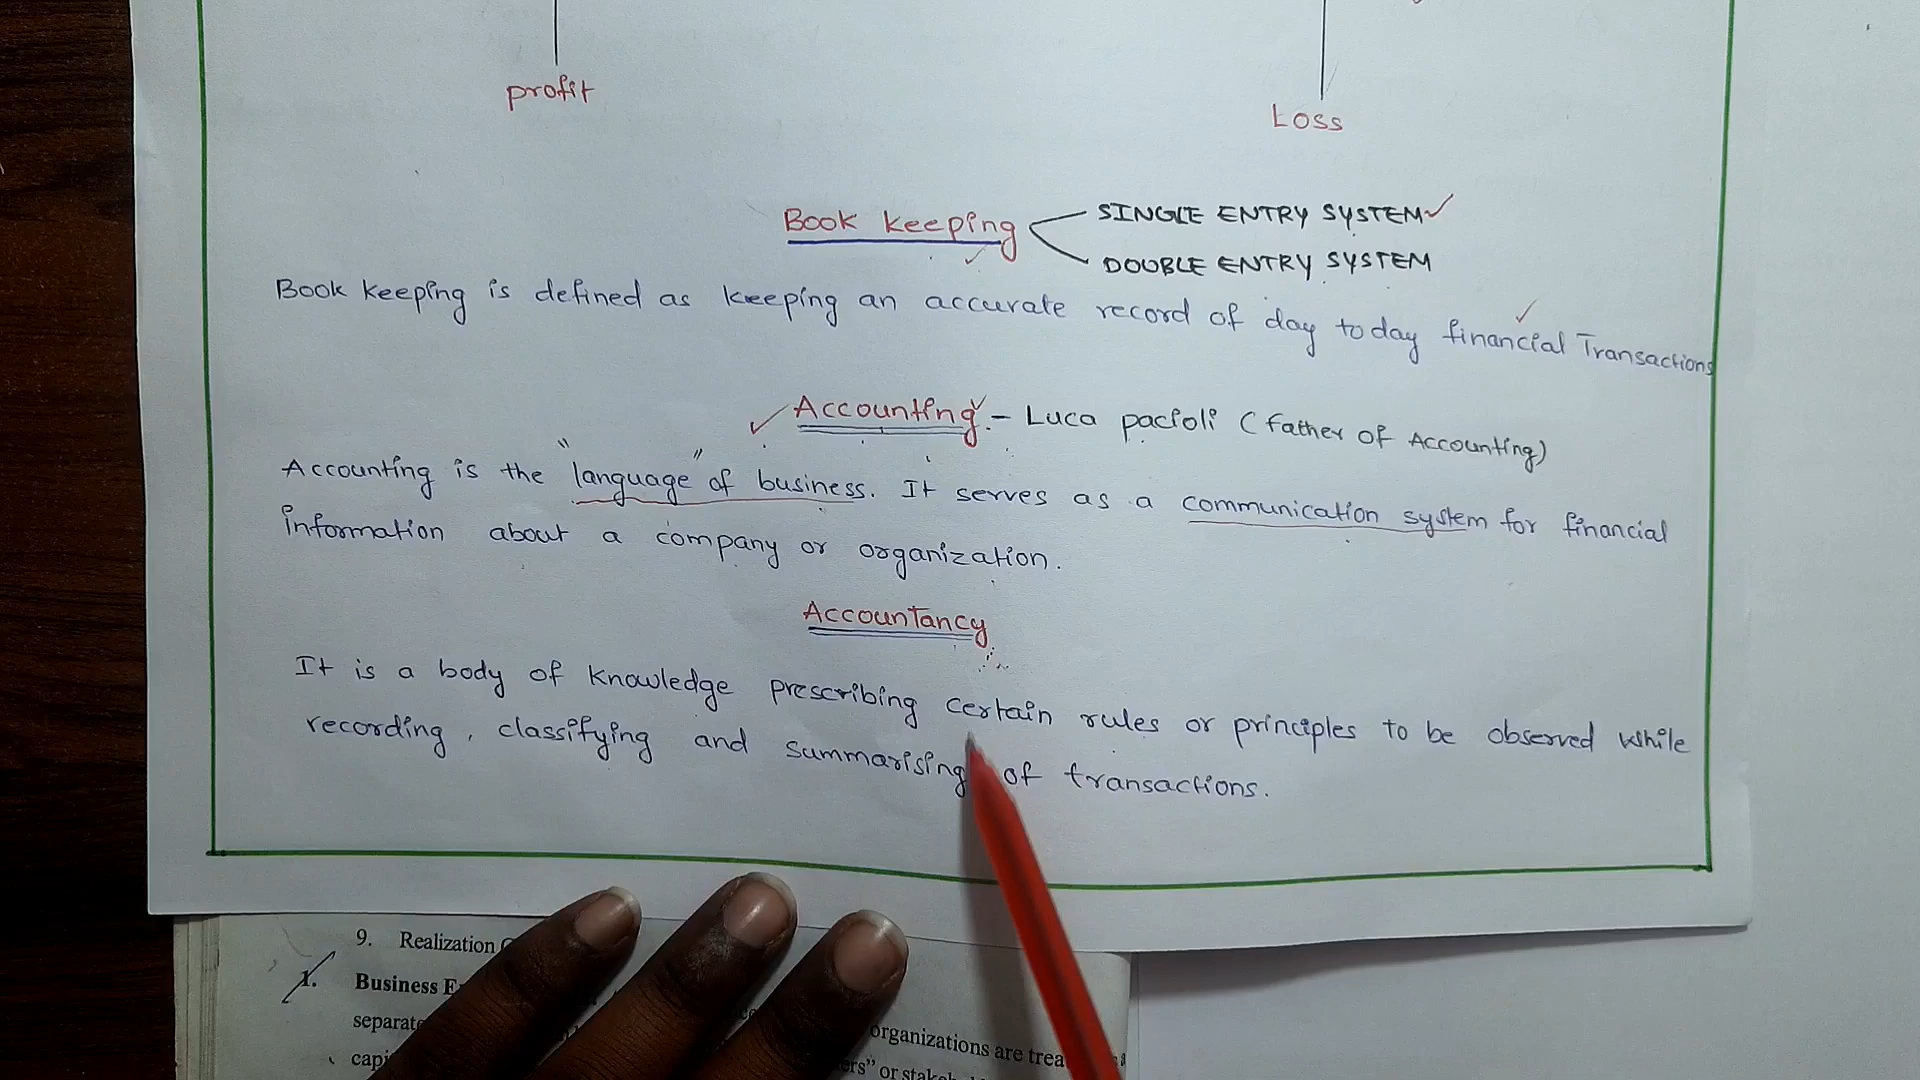 profit
Loss
Book keeping
SINGLE ENTRY SYSTEM
DOUBLE ENTRY SYSTEM
Book keeping is defined as keeping an accurate record of day to day financial Transactions
Accounting - Luca pacioli (father of Accounting)
Accounting is the "language" of business. It serves as a communication system for financial
information about a company or organization.
Accountancy
It is a body of knowledge prescribing certain rules or principles to be observed while
recording, classifying and summarising of transactions.
9. Realization
1. Business
organizations are
or